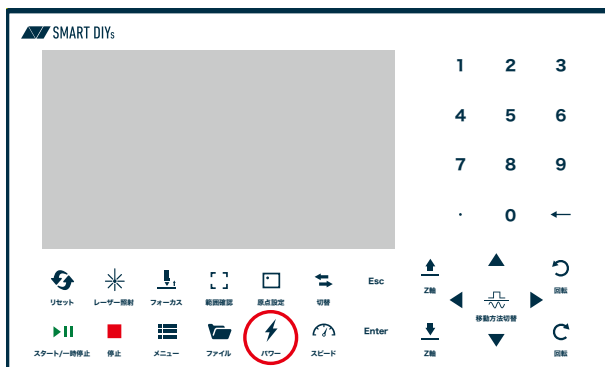 SMART DIYs
1 2 3
4 5 6
7 8 9
. 0 ←
リセット レーザー照射 フォーカス 範囲確認 原点設定 切替 Esc Z軸 回転
移動方法切替
スタート/一時停止 停止 メニュー ファイル パワー スピード Enter Z軸 回転